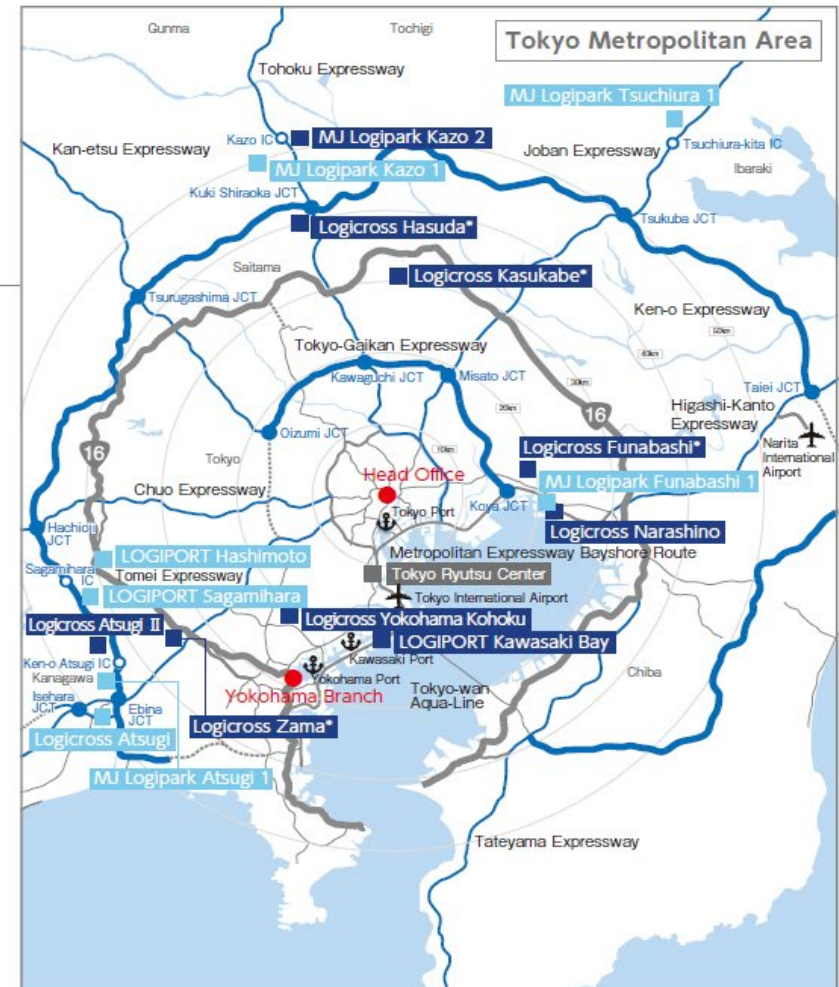 Gunma
Tochigi
Tokyo Metropolitan Area
Tohoku Expressway
MJ Logipark Tsuchiura 1
Kazo IC
MJ Logipark Kazo 2
Kan-etsu Expressway
Joban Expressway
Tsuchiura-kita IC
MJ Logipark Kazo 1
Ibaraki
Kuki Shiraoka JCT
Tsukuba JCT
Logicross Hasuda*
Saitama
Logicross Kasukabe*
Tsurugashima JCT
Ken-o Expressway
50km
Tokyo-Gaikan Expressway
40km
Kawaguchi JCT
Misato JCT
30km
Taiei JCT
20km
Higashi-Kanto
Expressway
16
Oizumi JCT
Narita
International
Airport
10km
Logicross Funabashi*
16
Tokyo
Head Office
MJ Logipark Funabashi 1
Chuo Expressway
Koya JCT
Tokyo Port
Hachioji
JCT
Logicross Narashino
Metropolitan Expressway Bayshore Route
LOGIPORT Hashimoto
Sagamihara
IC
Tomei Expressway
Tokyo Ryutsu Center
LOGIPORT Sagamihara
Tokyo International Airport
Logicross Yokohama Kohoku
Logicross Atsugi II
LOGIPORT Kawasaki Bay
Kawasaki Port
Ken-o Atsugi IC
Kanagawa
Yokohama Port
Chiba
Isehara
JCT
Ebina
JCT
Yokohama Branch
Tokyo-wan
Aqua-Line
Logicross Zama*
Logicross Atsugi
MJ Logipark Atsugi 1
Tateyama Expressway